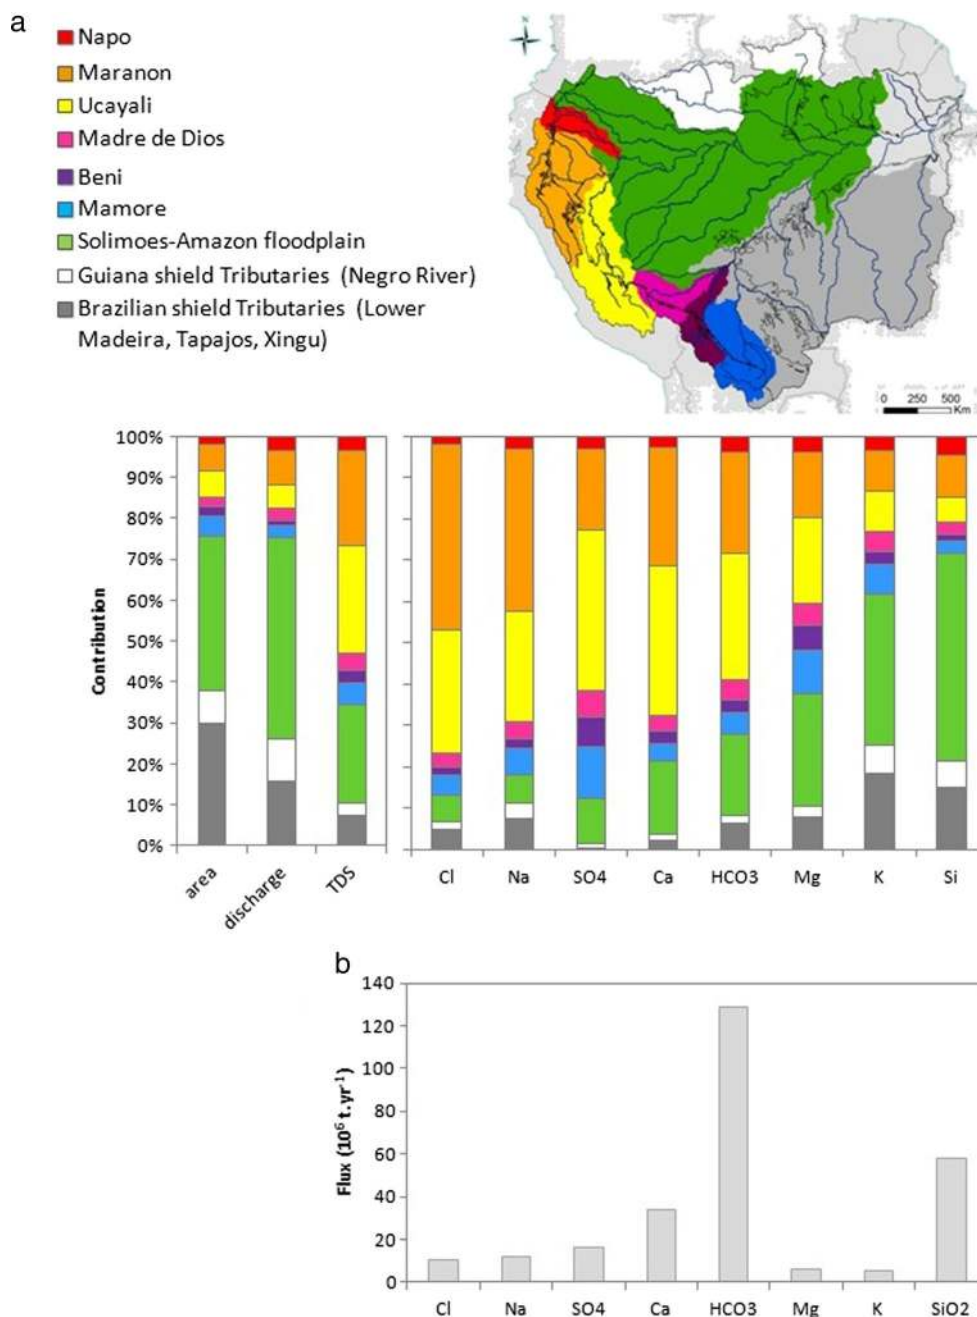 a
N
Napo
Maranon
Ucayali
Madre de Dios
Beni
Mamore
Solimoes-Amazon floodplain
Guiana shield Tributaries (Negro River)
Brazilian shield Tributaries (Lower
Madeira, Tapajos, Xingu)
0 250 500
Km
100%
90%
80%
70%
60%
50%
40%
30%
20%
10%
0%
Contribution
area
discharge
TDS
Cl Na SO4 Ca HCO3 Mg K Si
b
140
120
100
80
60
40
20
0
Flux (10⁶ t.yr⁻¹)
Cl Na SO4 Ca HCO3 Mg K SiO2